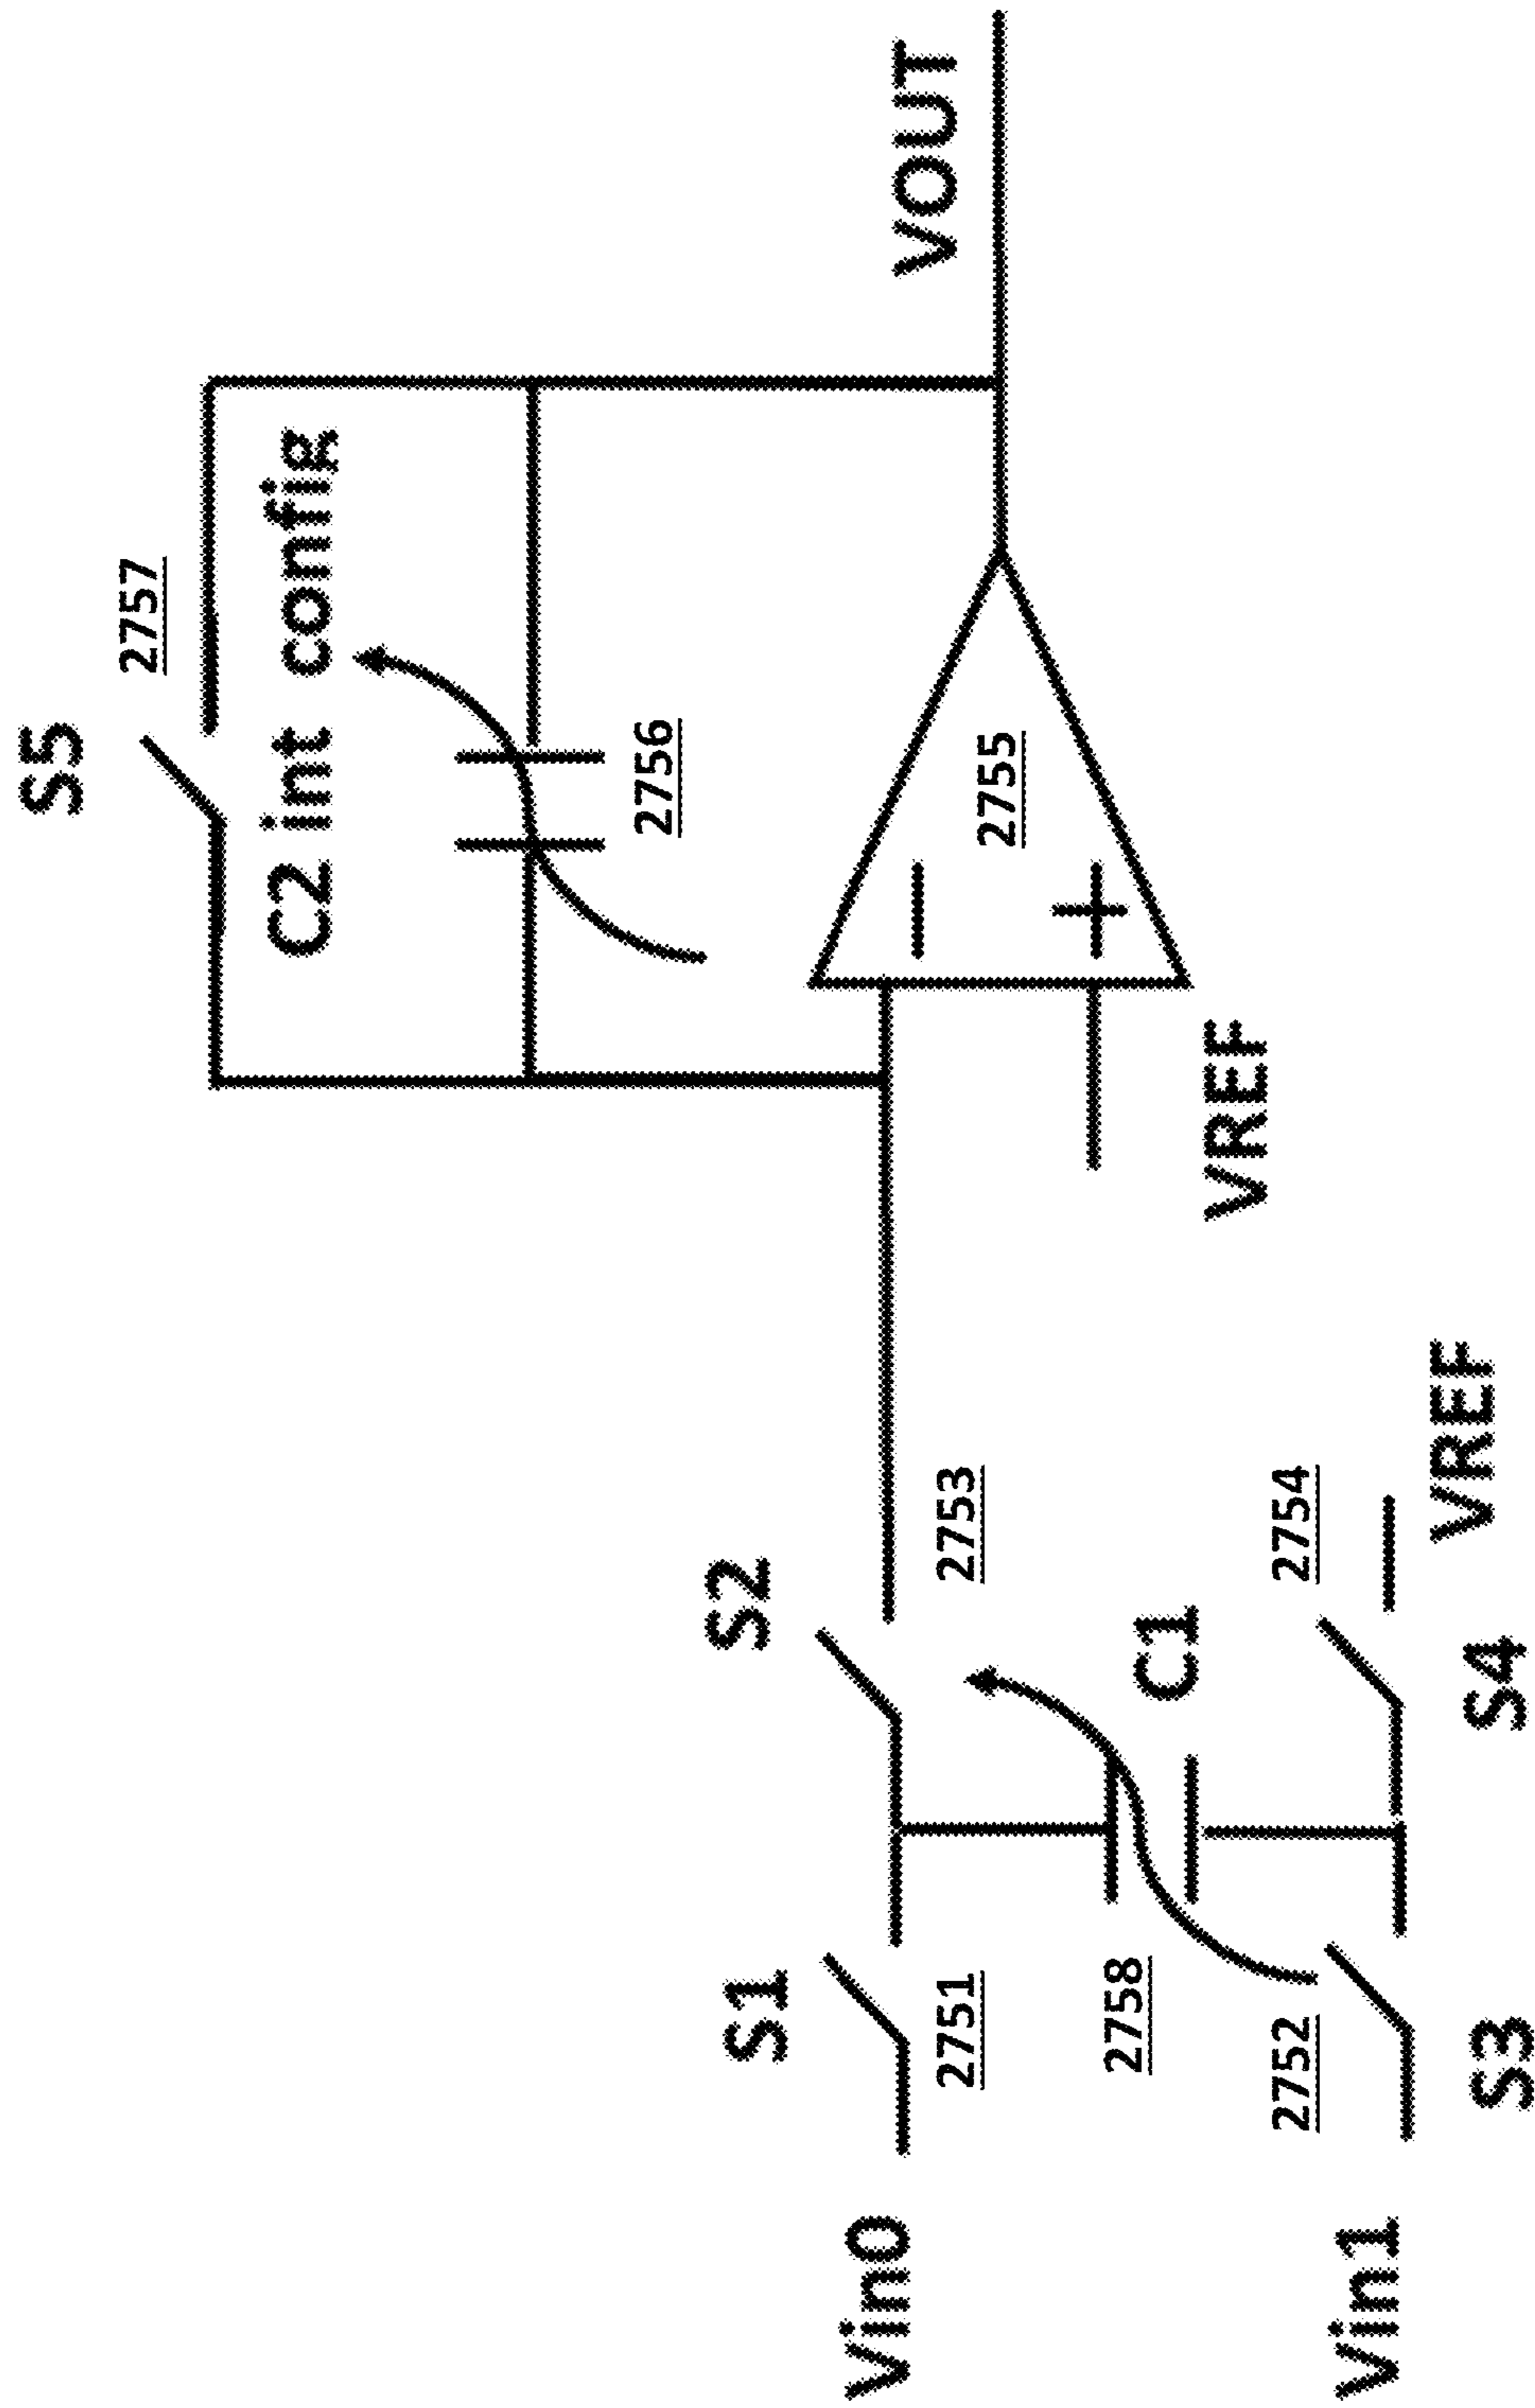 S5
2757
C2 int config
2756
S2
S1
Vin0
VOUT
−
2751
2753
2755
+
2758
C1
VREF
2752
2754
Vin1
VREF
S3
S4